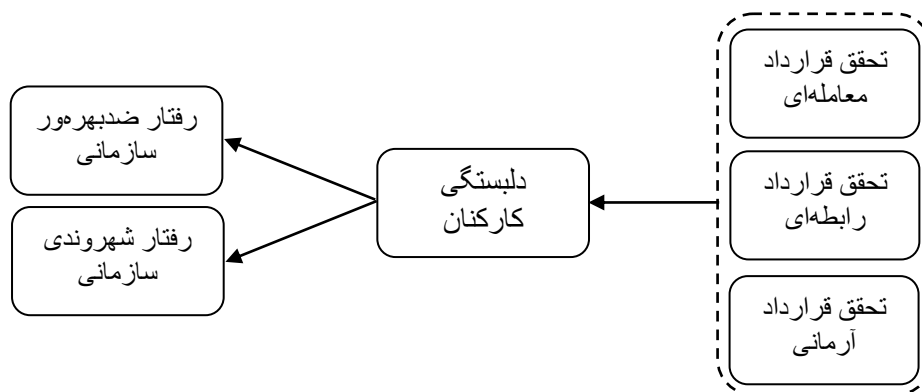 تحقق قرارداد
معامله‌ای
تحقق قرارداد
رابطه‌ای
تحقق قرارداد
آرمانی
دلبستگی
کارکنان
رفتار ضدبهره‌ور
سازمانی
رفتار شهروندی
سازمانی